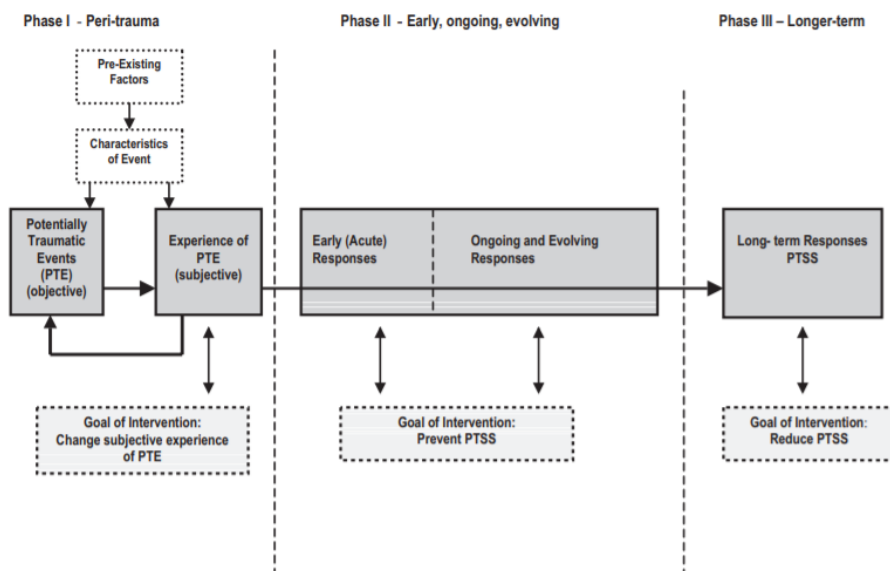 Phase I - Peri-trauma
Phase II - Early, ongoing, evolving
Phase III – Longer-term
Pre-Existing
Factors
Characteristics
of Event
Potentially
Traumatic
Events
(PTE)
(objective)
Experience of
PTE
(subjective)
Early (Acute)
Responses
Ongoing and Evolving
Responses
Long- term Responses
PTSS
Goal of Intervention:
Change subjective experience
of PTE
Goal of Intervention:
Prevent PTSS
Goal of Intervention:
Reduce PTSS